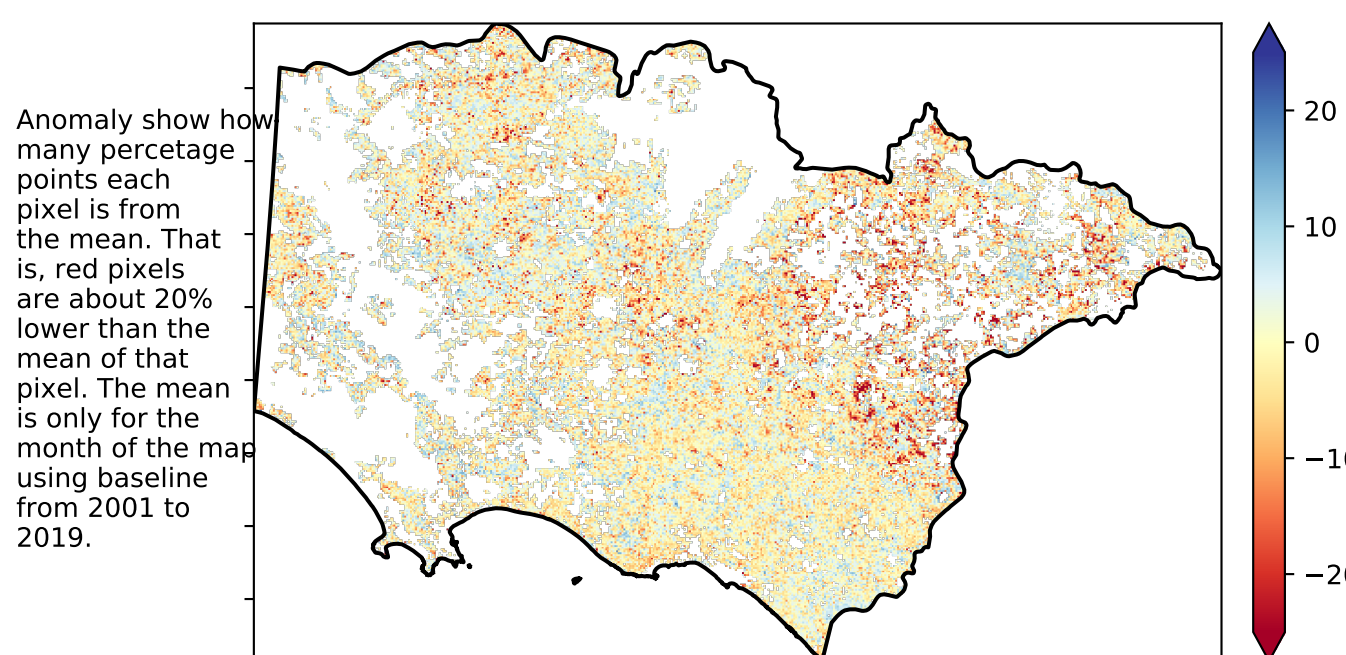 Anomaly show how
many percetage
points each
pixel is from
the mean. That
is, red pixels
are about 20%
lower than the
mean of that
pixel. The mean
is only for the
month of the map
using baseline
from 2001 to
2019.
20
10
0
−10
−20